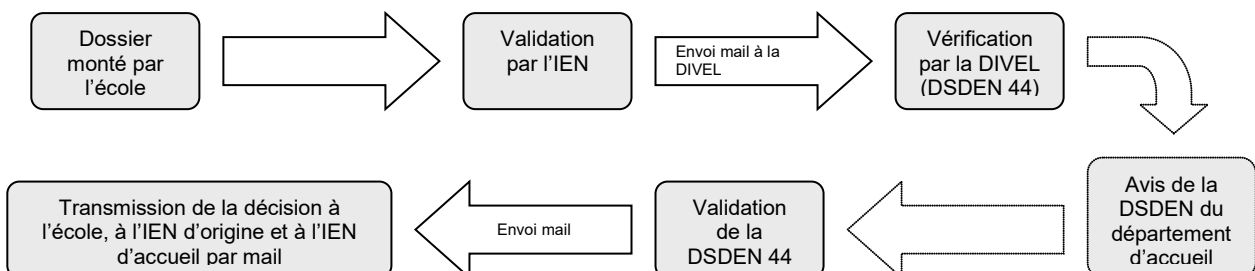 Dossier
monté par
l'école
Validation
par l'IEN
Envoi mail à la
DIVEL
Vérification
par la DIVEL
(DSDEN 44)
Avis de la
DSDEN du
département
d'accueil
Validation
de la
DSDEN 44
Envoi mail
Transmission de la décision à
l'école, à l'IEN d'origine et à l'IEN
d'accueil par mail